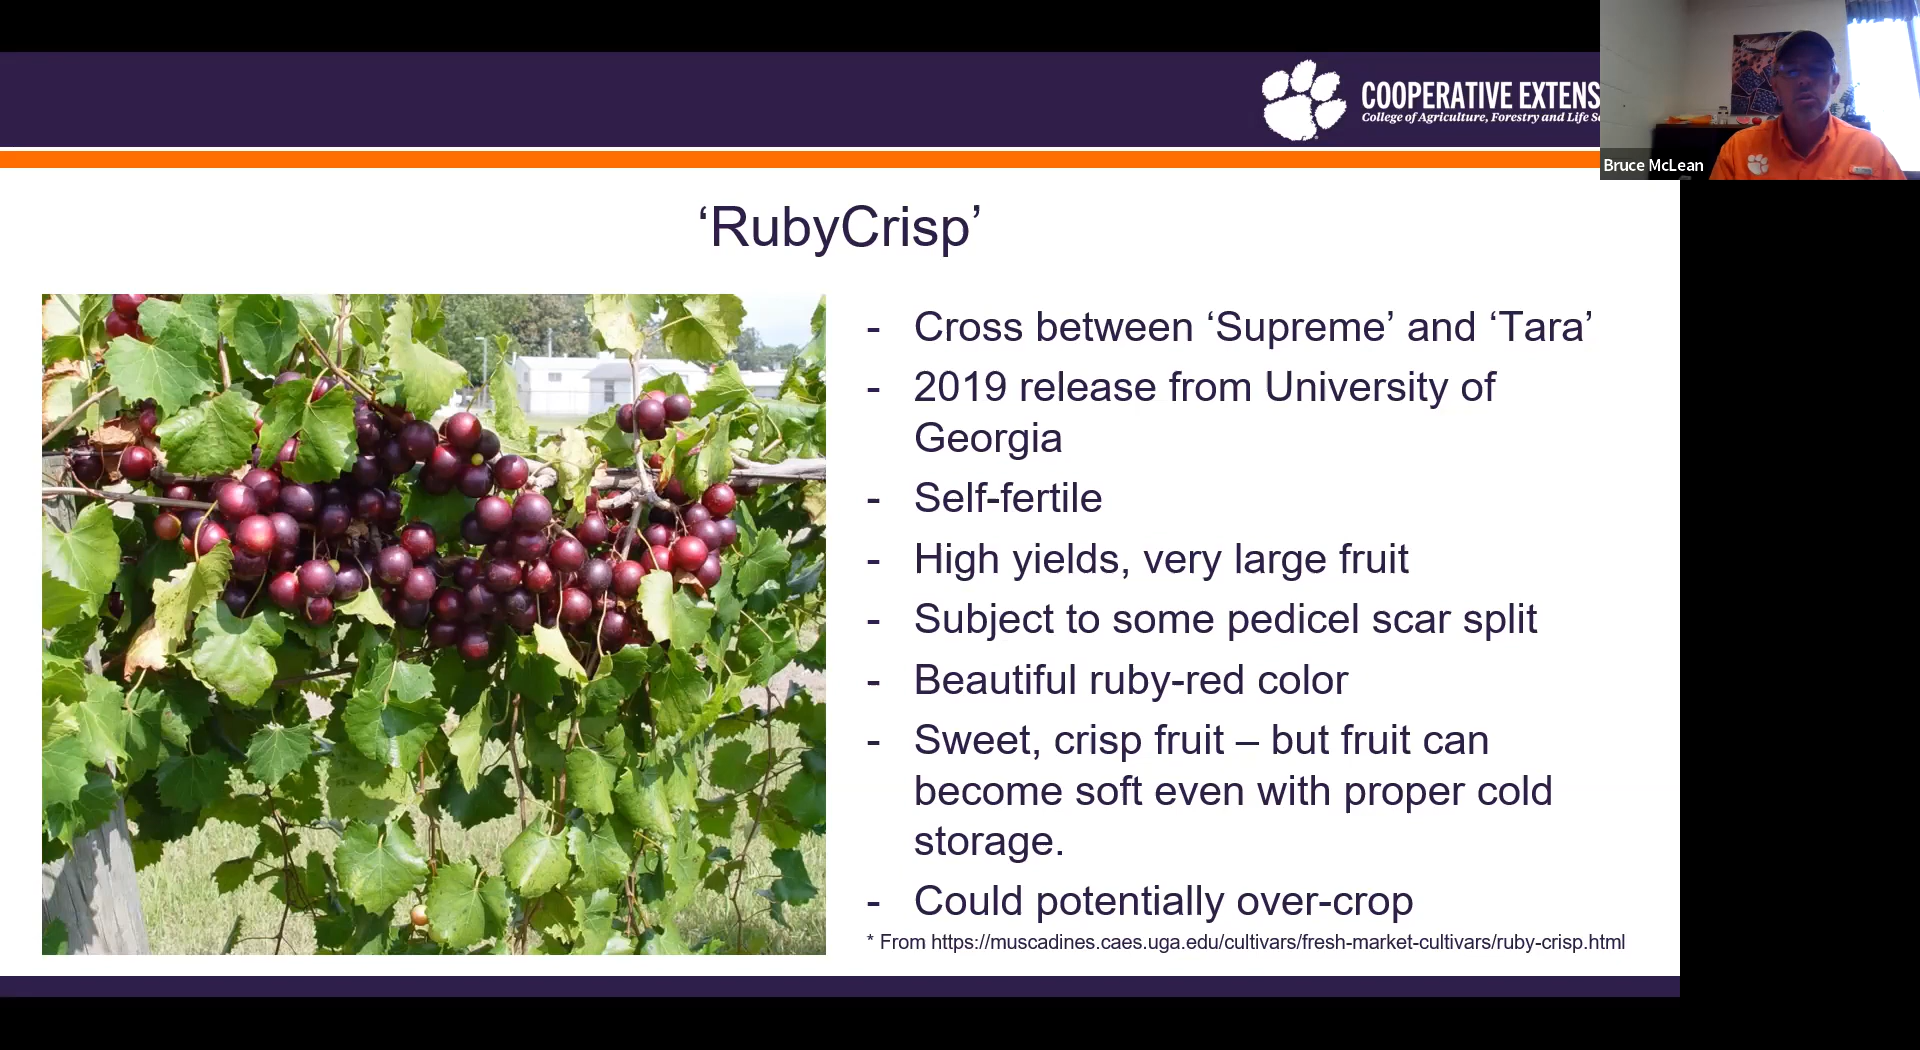 COOPERATIVE EXTENS
College of Agriculture, Forestry and Life S
Bruce McLean
‘RubyCrisp’
- Cross between ‘Supreme’ and ‘Tara’
- 2019 release from University of
Georgia
- Self-fertile
- High yields, very large fruit
- Subject to some pedicel scar split
- Beautiful ruby-red color
- Sweet, crisp fruit – but fruit can
become soft even with proper cold
storage.
- Could potentially over-crop
* From https://muscadines.caes.uga.edu/cultivars/fresh-market-cultivars/ruby-crisp.html